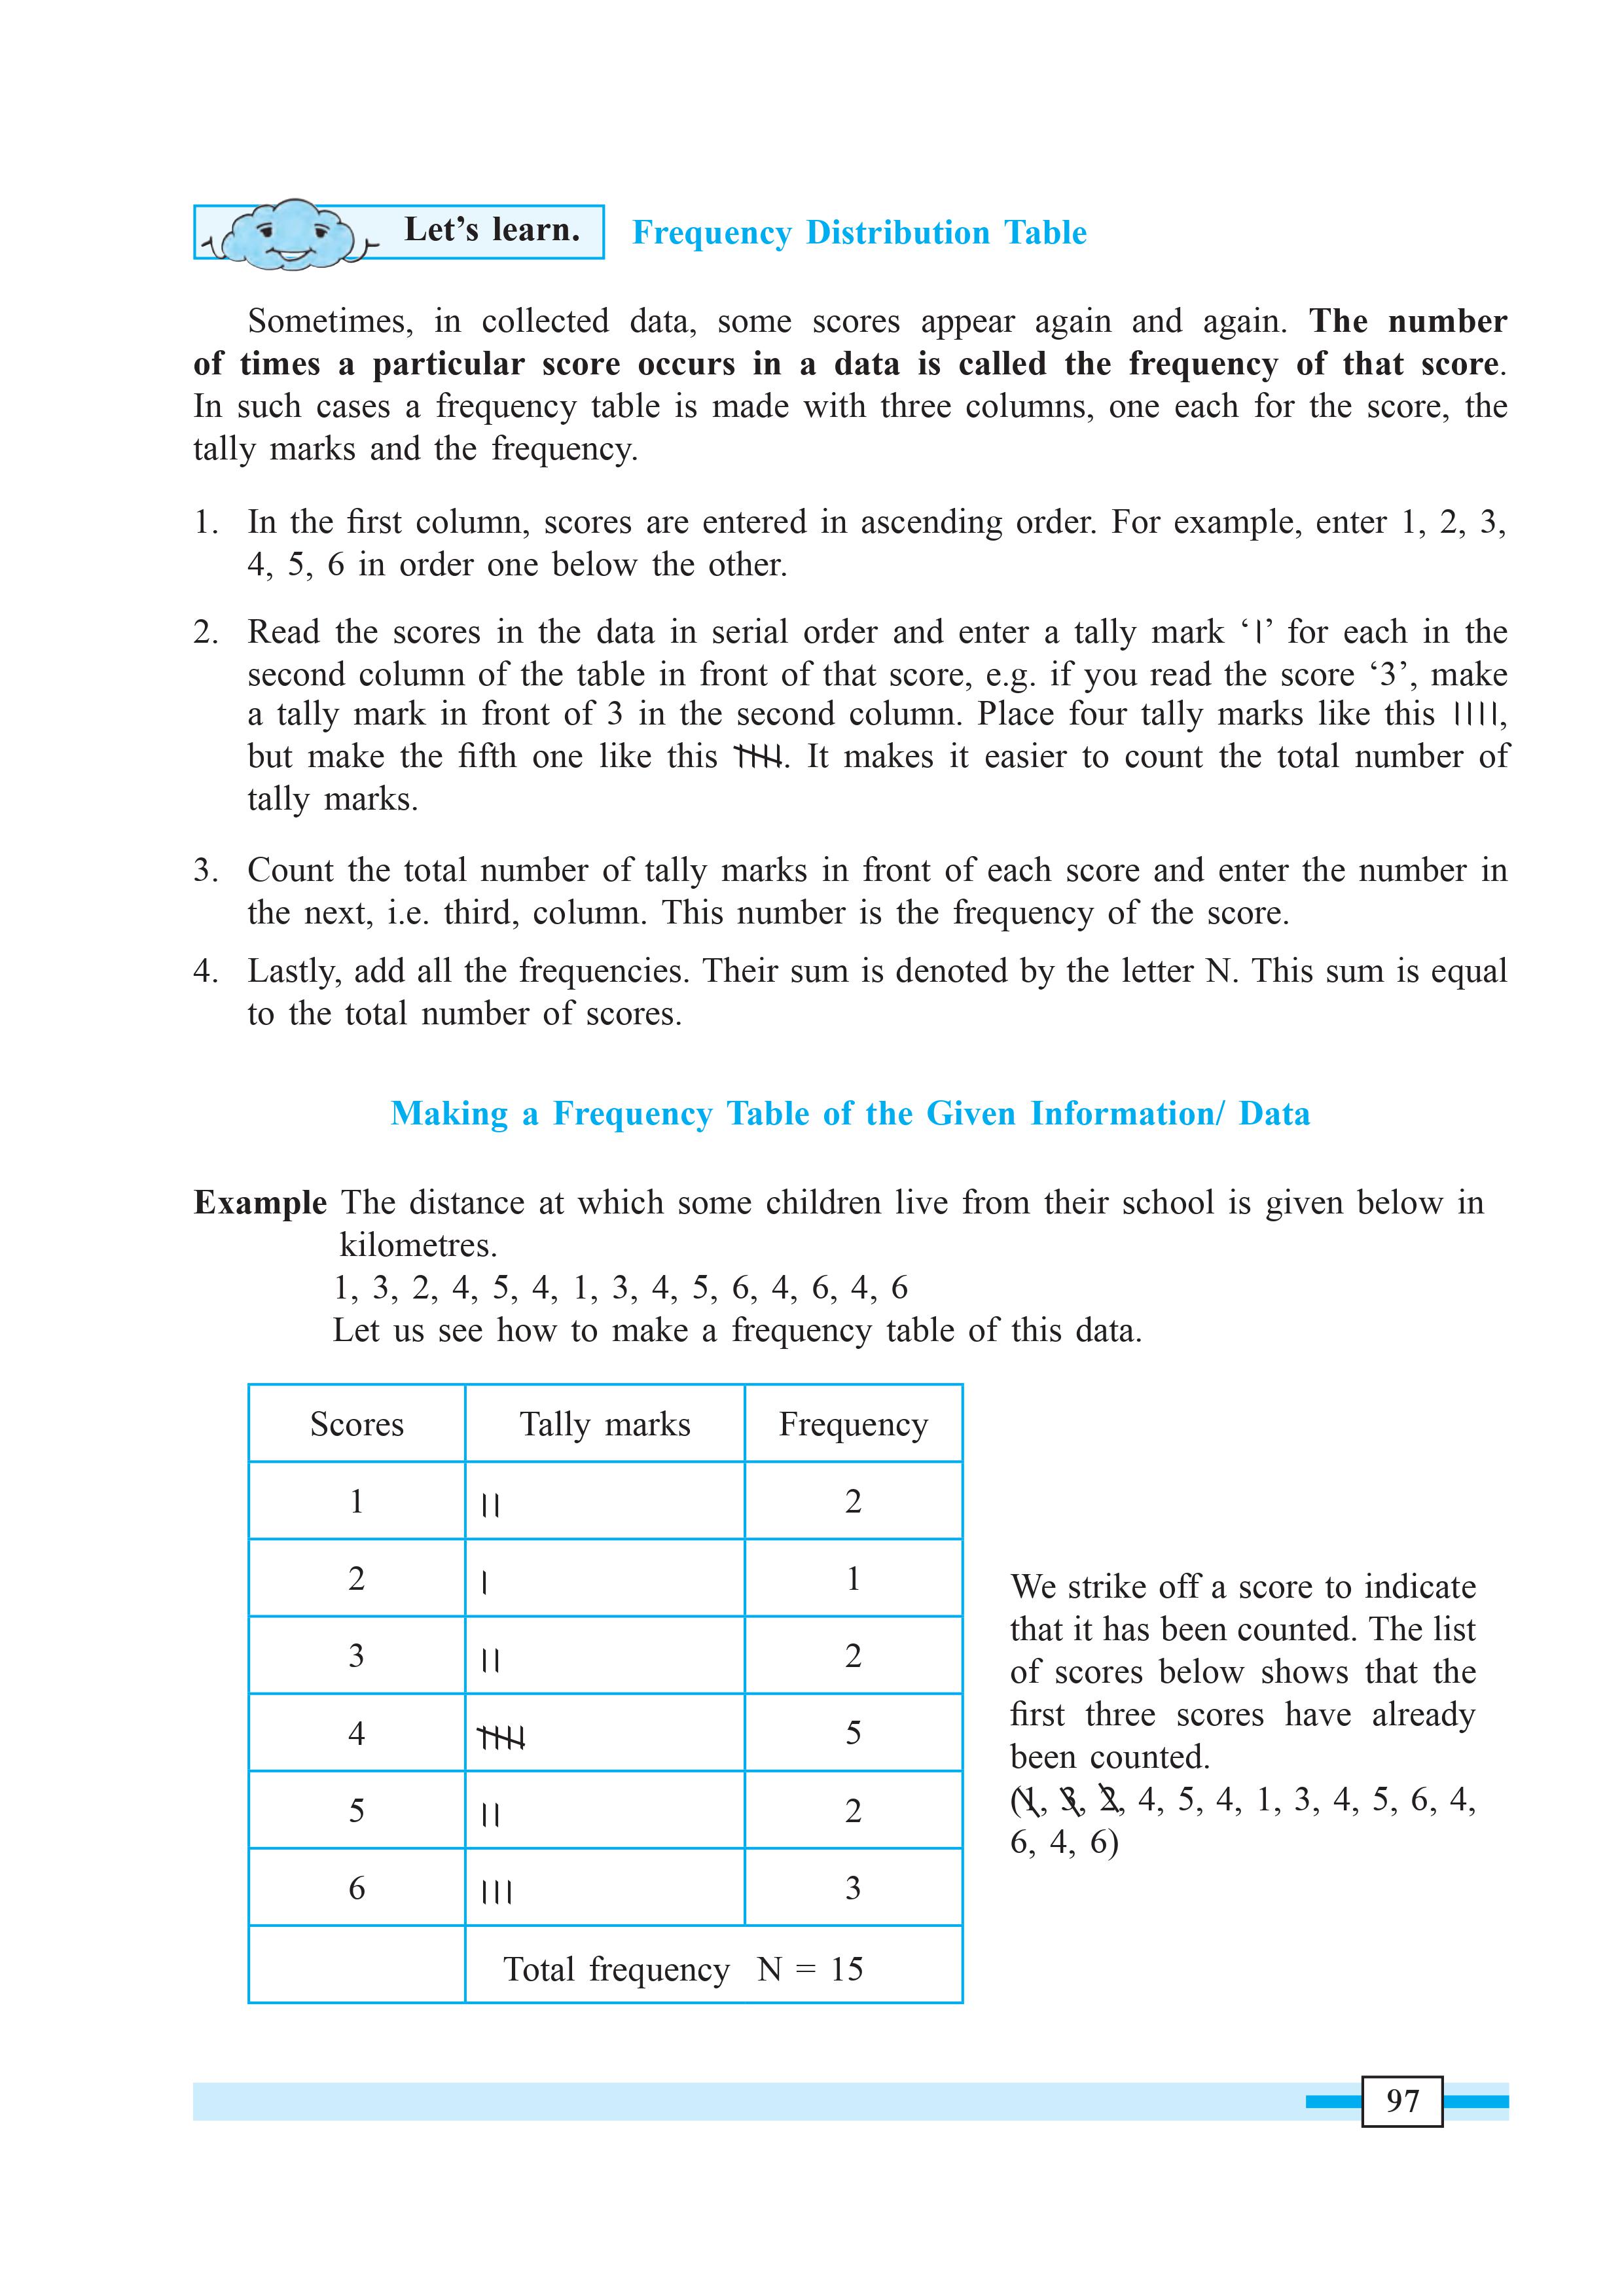 Let’s learn. Frequency Distribution Table
Sometimes, in collected data, some scores appear again and again. The number
of times a particular score occurs in a data is called the frequency of that score.
In such cases a frequency table is made with three columns, one each for the score, the
tally marks and the frequency.
1. In the first column, scores are entered in ascending order. For example, enter 1, 2, 3,
4, 5, 6 in order one below the other.
2. Read the scores in the data in serial order and enter a tally mark ‘|’ for each in the
second column of the table in front of that score, e.g. if you read the score ‘3’, make
a tally mark in front of 3 in the second column. Place four tally marks like this ||||,
but make the fifth one like this 𝍸. It makes it easier to count the total number of
tally marks.
3. Count the total number of tally marks in front of each score and enter the number in
the next, i.e. third, column. This number is the frequency of the score.
4. Lastly, add all the frequencies. Their sum is denoted by the letter N. This sum is equal
to the total number of scores.
Making a Frequency Table of the Given Information/ Data
Example The distance at which some children live from their school is given below in
kilometres.
1, 3, 2, 4, 5, 4, 1, 3, 4, 5, 6, 4, 6, 4, 6
Let us see how to make a frequency table of this data.
Scores Tally marks Frequency
1 || 2
2 | 1
3 || 2
4 𝍸 5
5 || 2
6 ||| 3
Total frequency N = 15
We strike off a score to indicate
that it has been counted. The list
of scores below shows that the
first three scores have already
been counted.
(1, 3, 2, 4, 5, 4, 1, 3, 4, 5, 6, 4,
6, 4, 6)
97